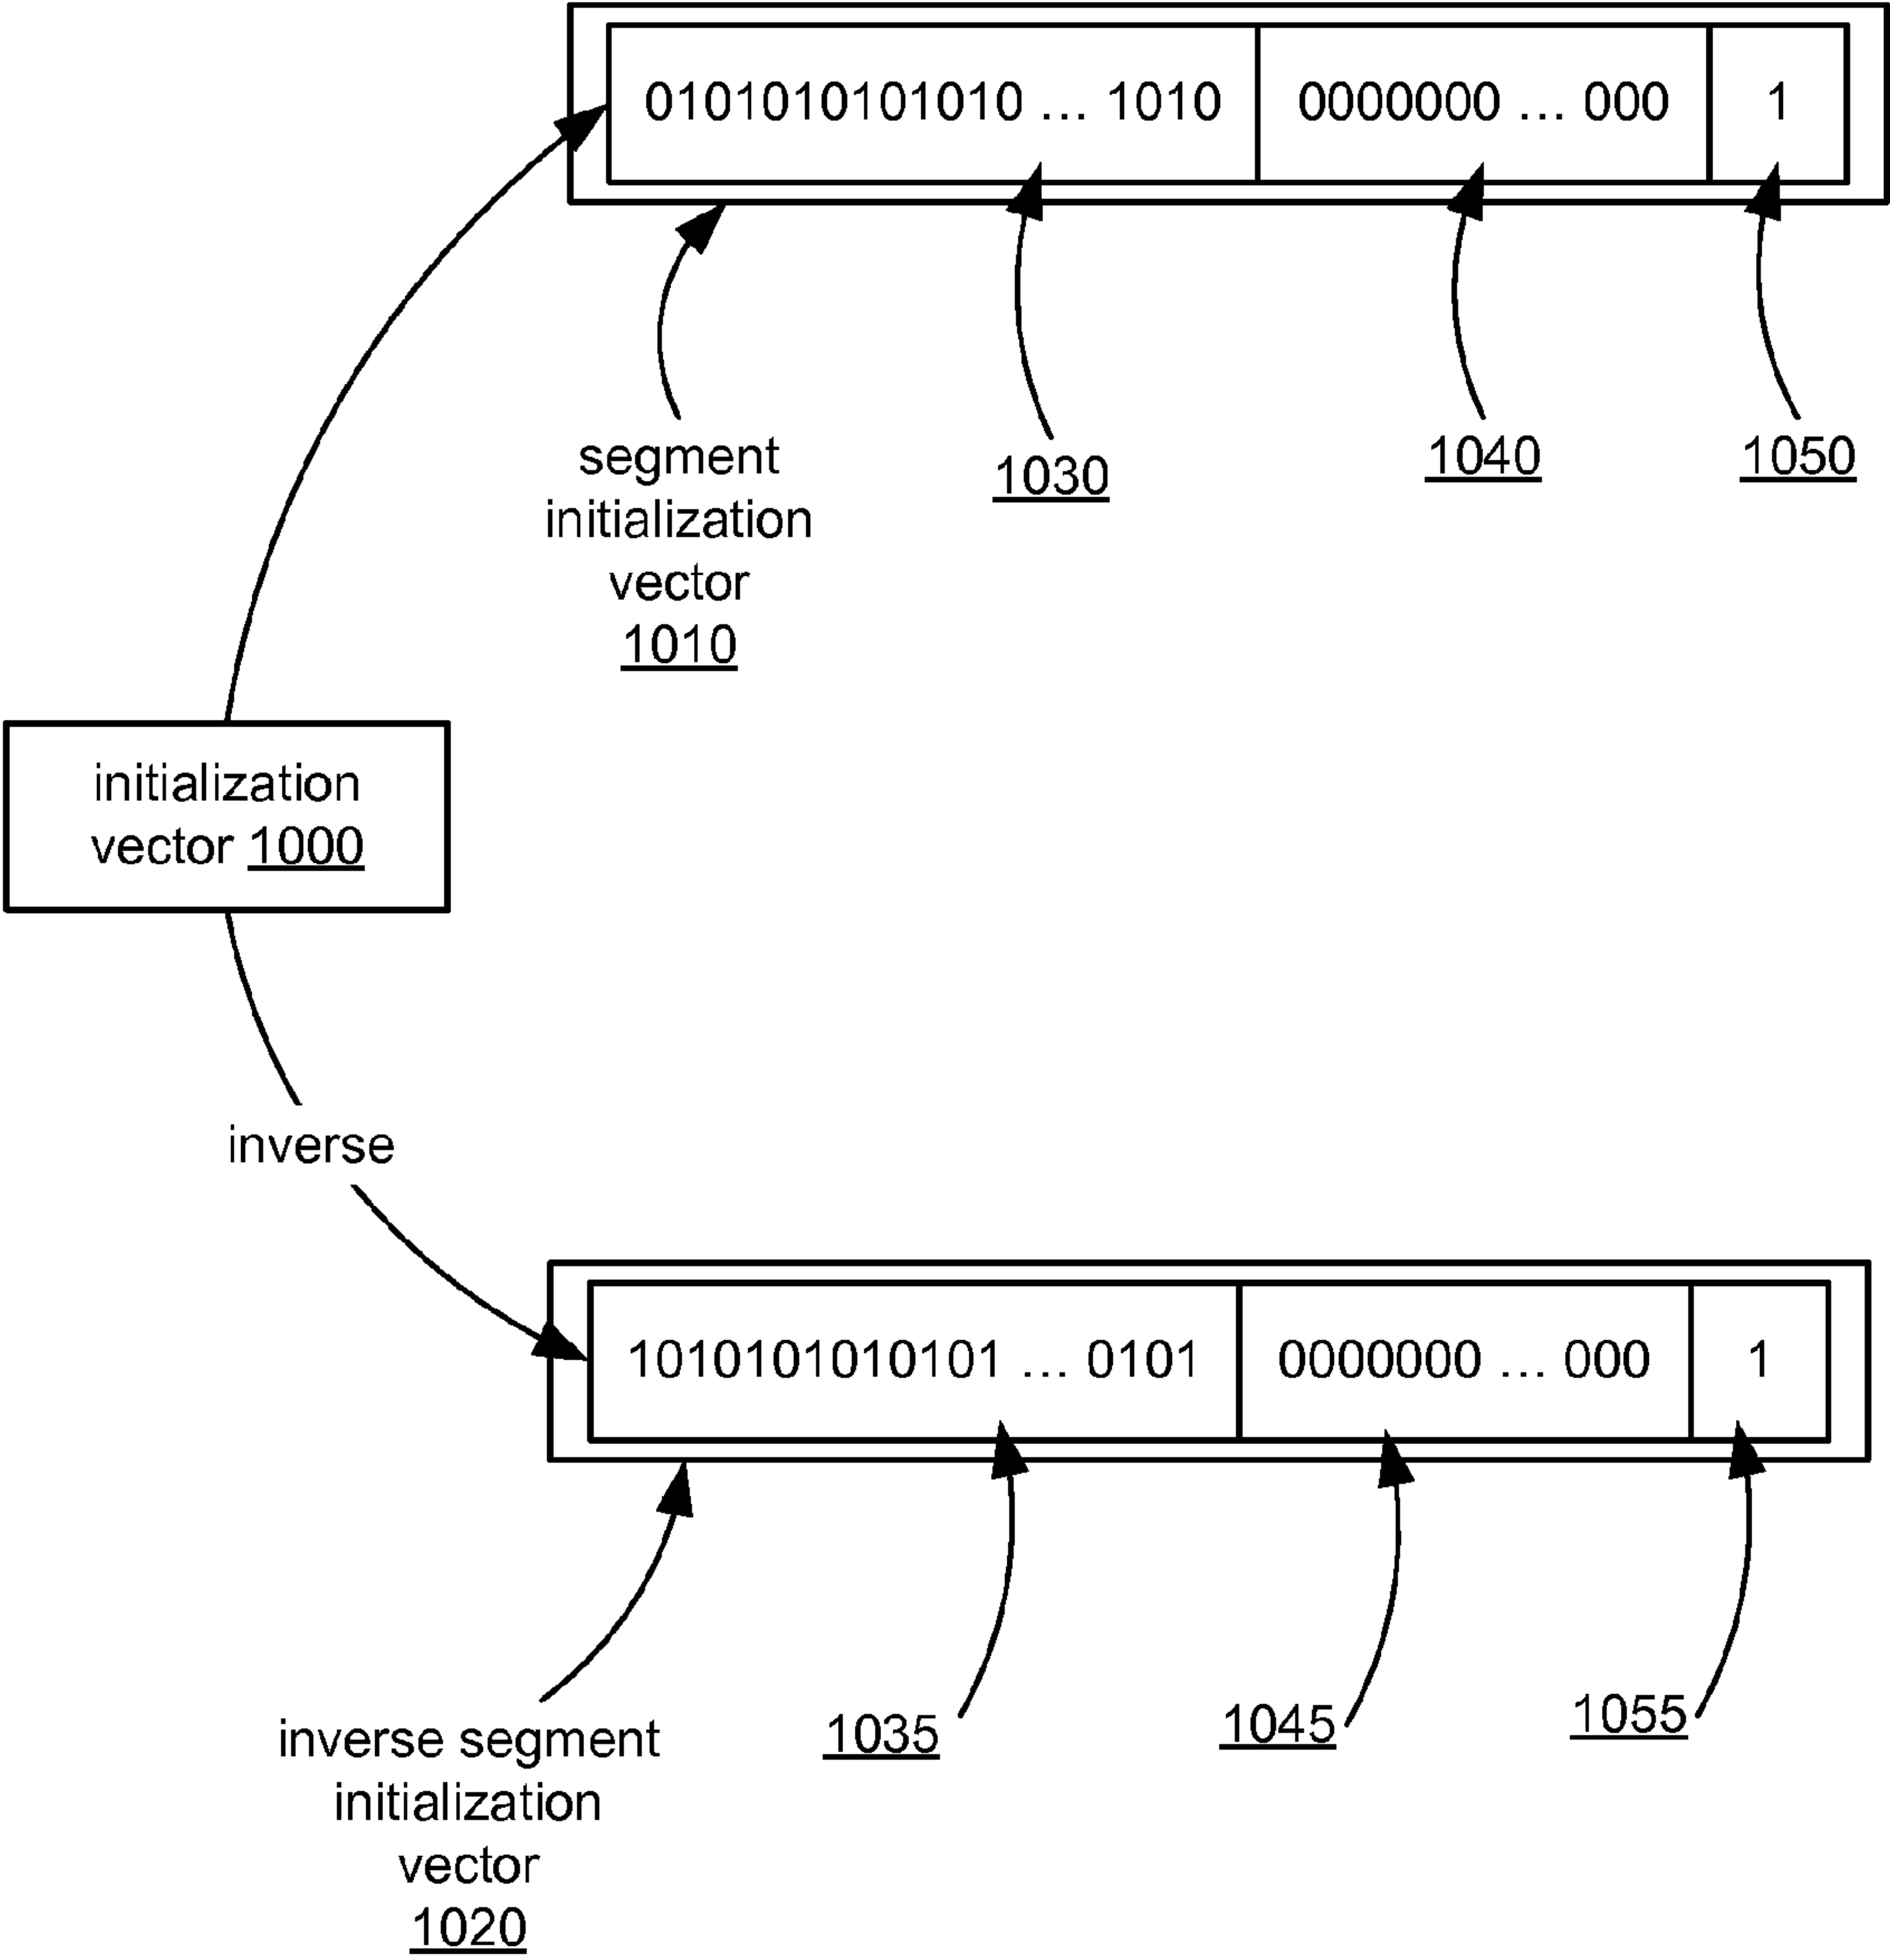 0101010101010 ... 1010 0000000 ... 000 1
segment
initialization
vector
1010
1030
1040
1050
initialization
vector 1000
inverse
1010101010101 ... 0101 0000000 ... 000 1
inverse segment
initialization
vector
1020
1035
1045
1055